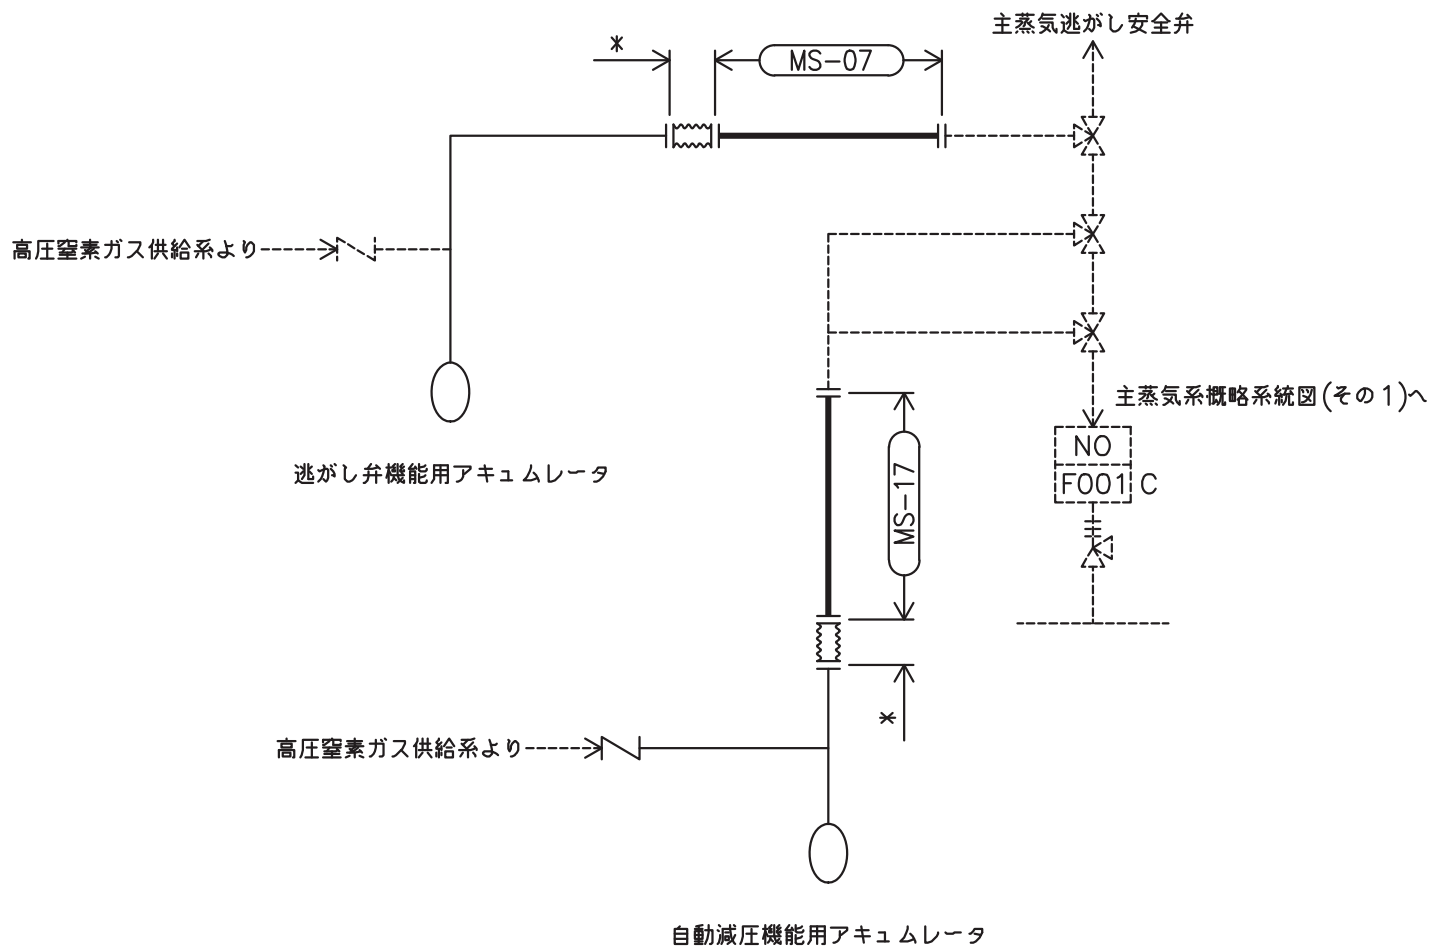 主蒸気逃がし安全弁
*
MS-07
高圧窒素ガス供給系より
主蒸気系概略系統図(その1)へ
NO
F001 C
逃がし弁機能用アキュムレータ
MS-17
*
高圧窒素ガス供給系より
自動減圧機能用アキュムレータ